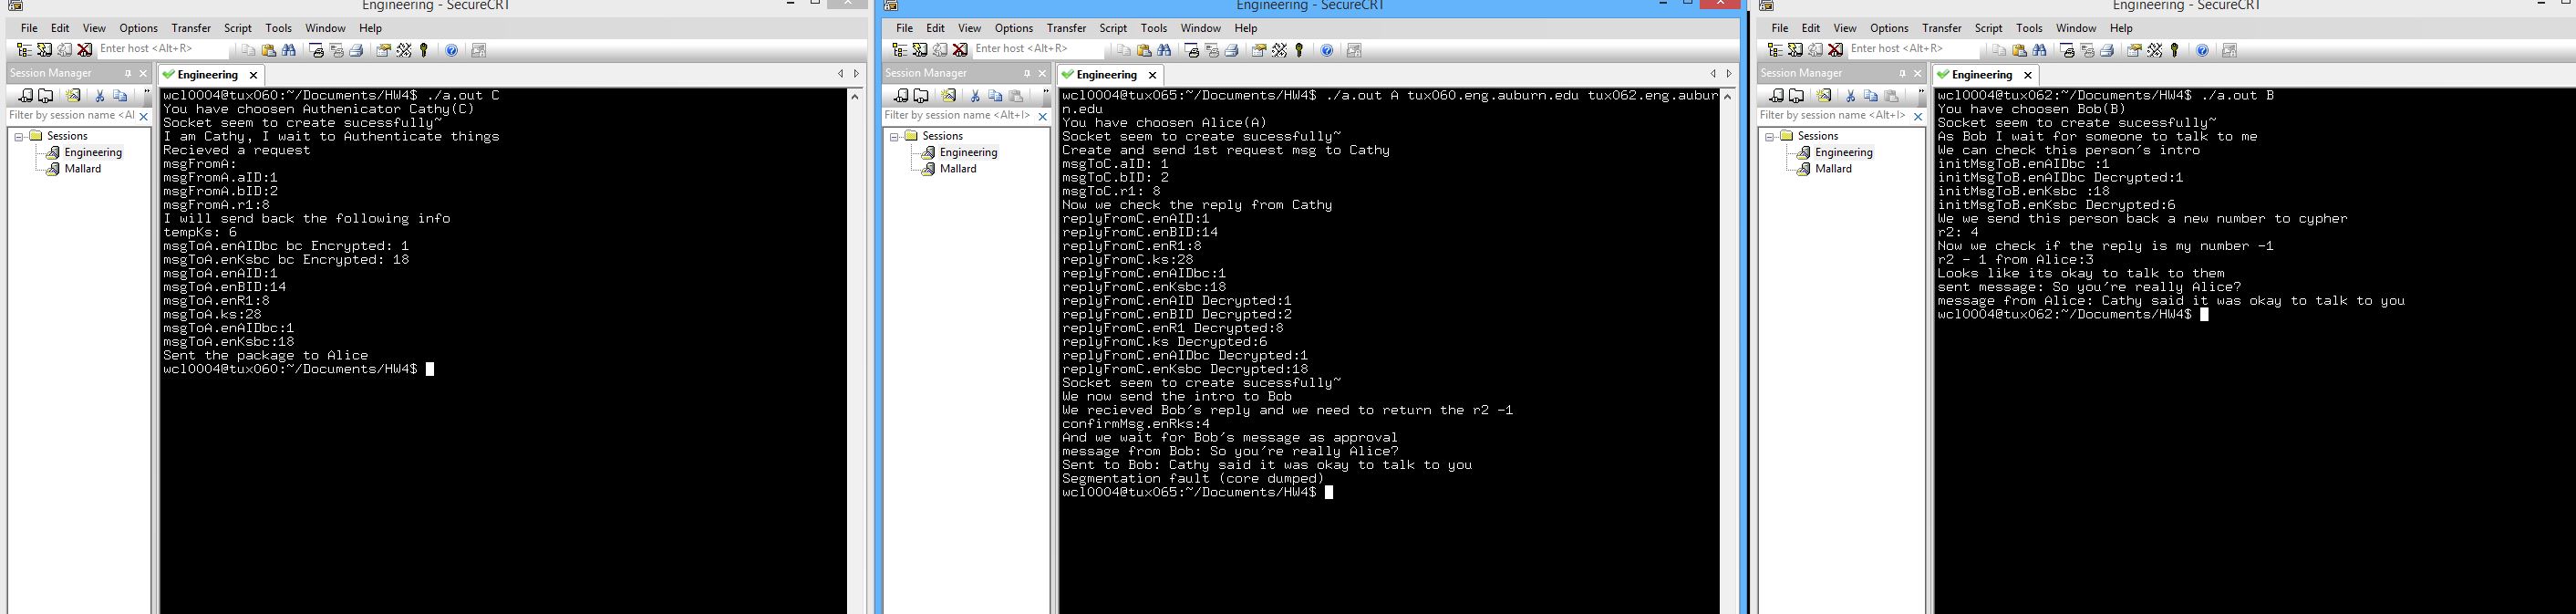 Engineering - SecureCRT
File Edit View Options Transfer Script Tools Window Help
Enter host <Alt+R>
Session Manager
Engineering
Filter by session name <Al
Sessions
Engineering
Mallard
wcl0004@tux060:~/Documents/HW4$ ./a.out C
You have choosen Authenicator Cathy(C)
Socket seem to create sucessfully~
I am Cathy, I wait to Authenticate things
Recieved a request
msgFromA:
msgFromA.aID:1
msgFromA.bID:2
msgFromA.r1:8
I will send back the following info
tempKs: 6
msgToA.enAIDbc bc Encrypted: 1
msgToA.enKsbc bc Encrypted: 18
msgToA.enAID:1
msgToA.enBID:14
msgToA.enR1:8
msgToA.ks:28
msgToA.enAIDbc:1
msgToA.enKsbc:18
Sent the package to Alice
wcl0004@tux060:~/Documents/HW4$
Engineering - SecureCRT
File Edit View Options Transfer Script Tools Window Help
Enter host <Alt+R>
Session Manager
Engineering
Filter by session name <Alt+I>
Sessions
Engineering
Mallard
wcl0004@tux065:~/Documents/HW4$ ./a.out A tux060.eng.auburn.edu tux062.eng.aubur
n.edu
You have choosen Alice(A)
Socket seem to create sucessfully~
Create and send 1st request msg to Cathy
msgToC.aID: 1
msgToC.bID: 2
msgToC.r1: 8
Now we check the reply from Cathy
replyFromC.enAID:1
replyFromC.enBID:14
replyFromC.enR1:8
replyFromC.ks:28
replyFromC.enAIDbc:1
replyFromC.enKsbc:18
replyFromC.enAID Decrypted:1
replyFromC.enBID Decrypted:2
replyFromC.enR1 Decrypted:8
replyFromC.ks Decrypted:6
replyFromC.enAIDbc Decrypted:1
replyFromC.enKsbc Decrypted:18
Socket seem to create sucessfully~
We now send the intro to Bob
We recieved Bob's reply and we need to return the r2 -1
confirmMsg.enRks:4
And we wait for Bob's message as approval
message from Bob: So you're really Alice?
Sent to Bob: Cathy said it was okay to talk to you
Segmentation fault (core dumped)
wcl0004@tux065:~/Documents/HW4$
Engineering - SecureCRT
File Edit View Options Transfer Script Tools Window Help
Enter host <Alt+R>
Session Manager
Engineering
Filter by session name <Alt+I>
Sessions
Engineering
Mallard
wcl0004@tux062:~/Documents/HW4$ ./a.out B
You have choosen Bob(B)
Socket seem to create sucessfully~
As Bob I wait for someone to talk to me
We can check this person's intro
initMsgToB.enAIDbc :1
initMsgToB.enAIDbc Decrypted:1
initMsgToB.enKsbc :18
initMsgToB.enKsbc Decrypted:6
We we send this person back a new number to cypher
r2: 4
Now we check if the reply is my number -1
r2 - 1 from Alice:3
Looks like its okay to talk to them
sent message: So you're really Alice?
message from Alice: Cathy said it was okay to talk to you
wcl0004@tux062:~/Documents/HW4$